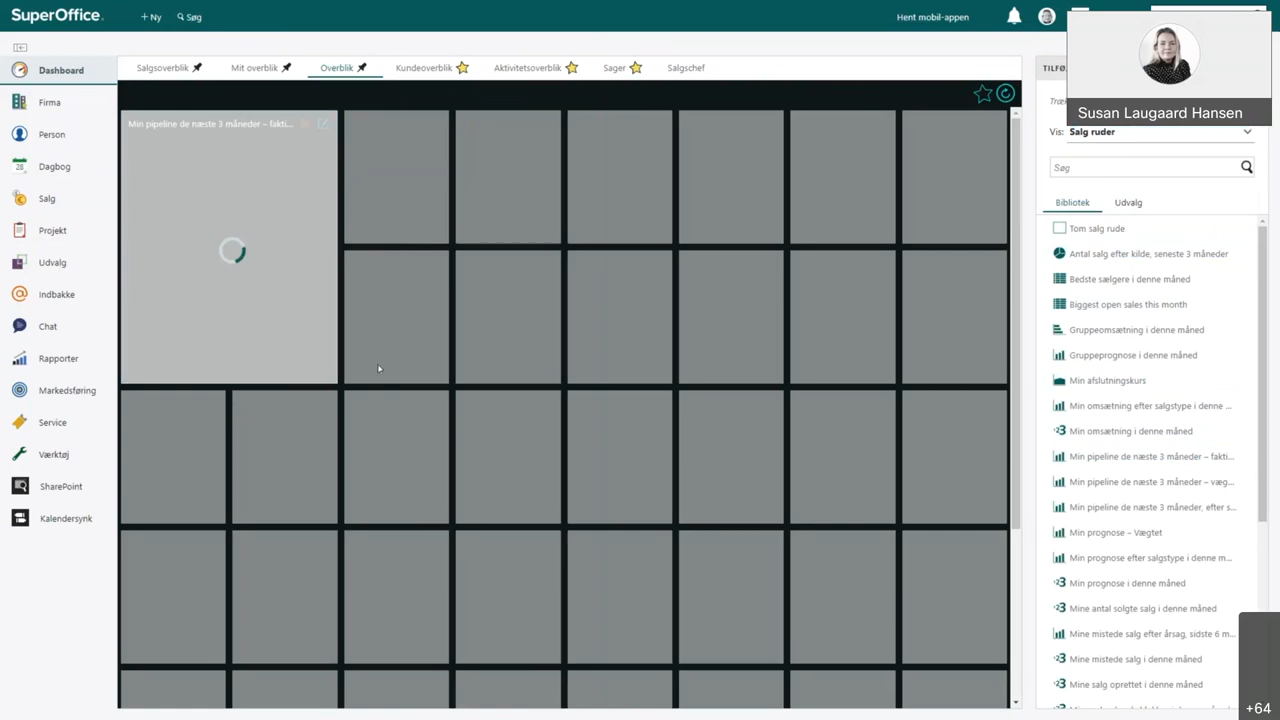 SuperOffice.
+ Ny
Søg
Hent mobil-appen
Susan Laugaard Hansen
Dashboard
Firma
Person
28
Dagbog
Salg
Projekt
Udvalg
Indbakke
Chat
Rapporter
Markedsføring
Service
Værktøj
SharePoint
Kalendersynk
Salgsoverblik
Mit overblik
Overblik
Kundeoverblik
Aktivitetsoverblik
Sager
Salgschef
Min pipeline de næste 3 måneder – fakti...
TILFØ
Træk
Vis: Salg ruder
Søg
Bibliotek
Udvalg
Tom salg rude
Antal salg efter kilde, seneste 3 måneder
Bedste sælgere i denne måned
Biggest open sales this month
Gruppeomsætning i denne måned
Gruppeprognose i denne måned
Min afslutningskurs
Min omsætning efter salgstype i denne ...
Min omsætning i denne måned
Min pipeline de næste 3 måneder – fakti...
Min pipeline de næste 3 måneder – væg...
Min pipeline de næste 3 måneder, efter s...
Min prognose – Vægtet
Min prognose efter salgstype i denne m...
Min prognose i denne måned
Mine antal solgte salg i denne måned
Mine mistede salg efter årsag, sidste 6 m...
Mine mistede salg i denne måned
Mine salg oprettet i denne måned
+64